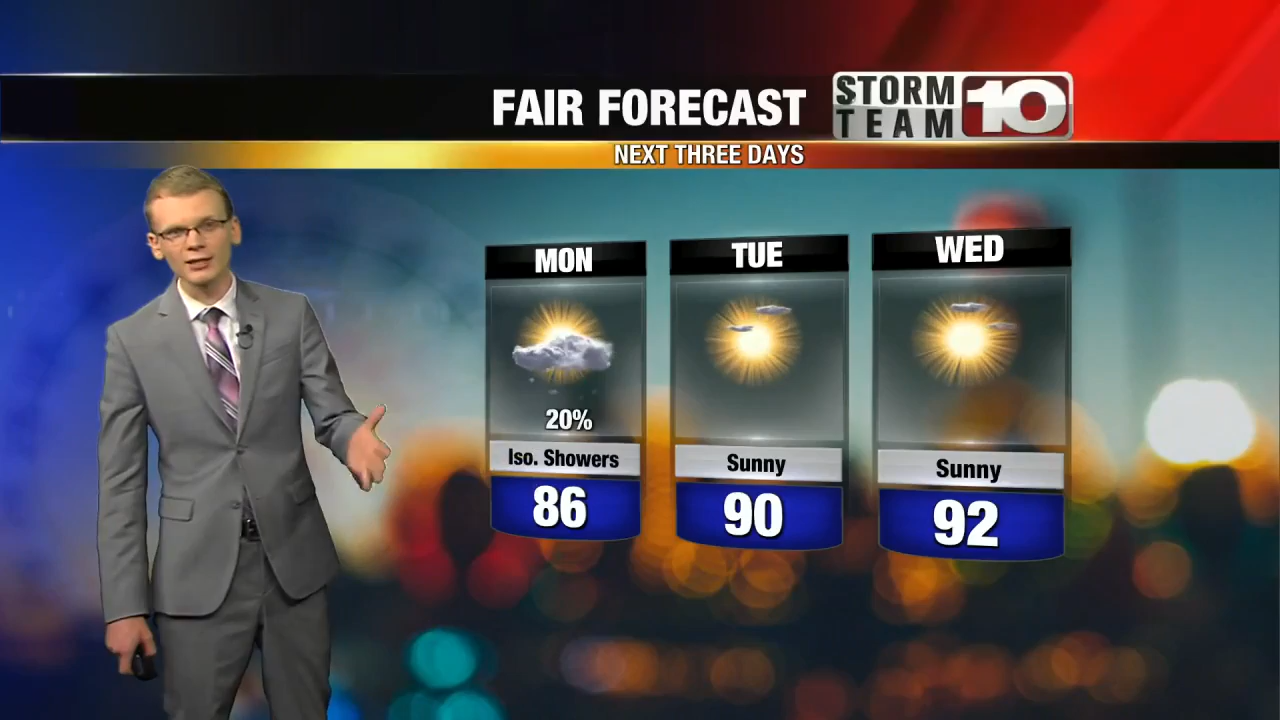 FAIR FORECAST
STORM TEAM 10
NEXT THREE DAYS
MON
TUE
WED
20%
Iso. Showers
Sunny
Sunny
86
90
92